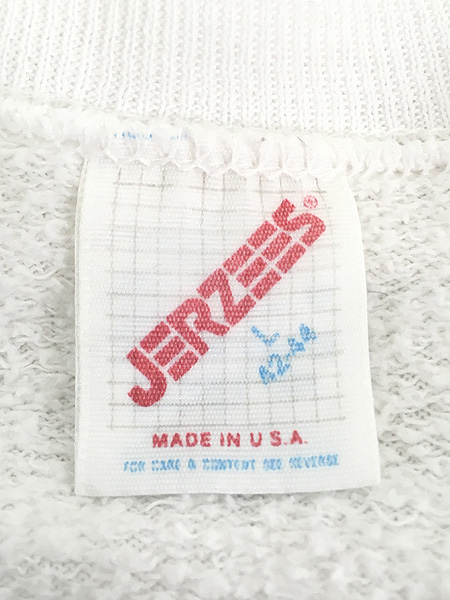 JERZEES®
L
42-44
MADE IN U.S.A.
FOR CARE & CONTENT SEE REVERSE